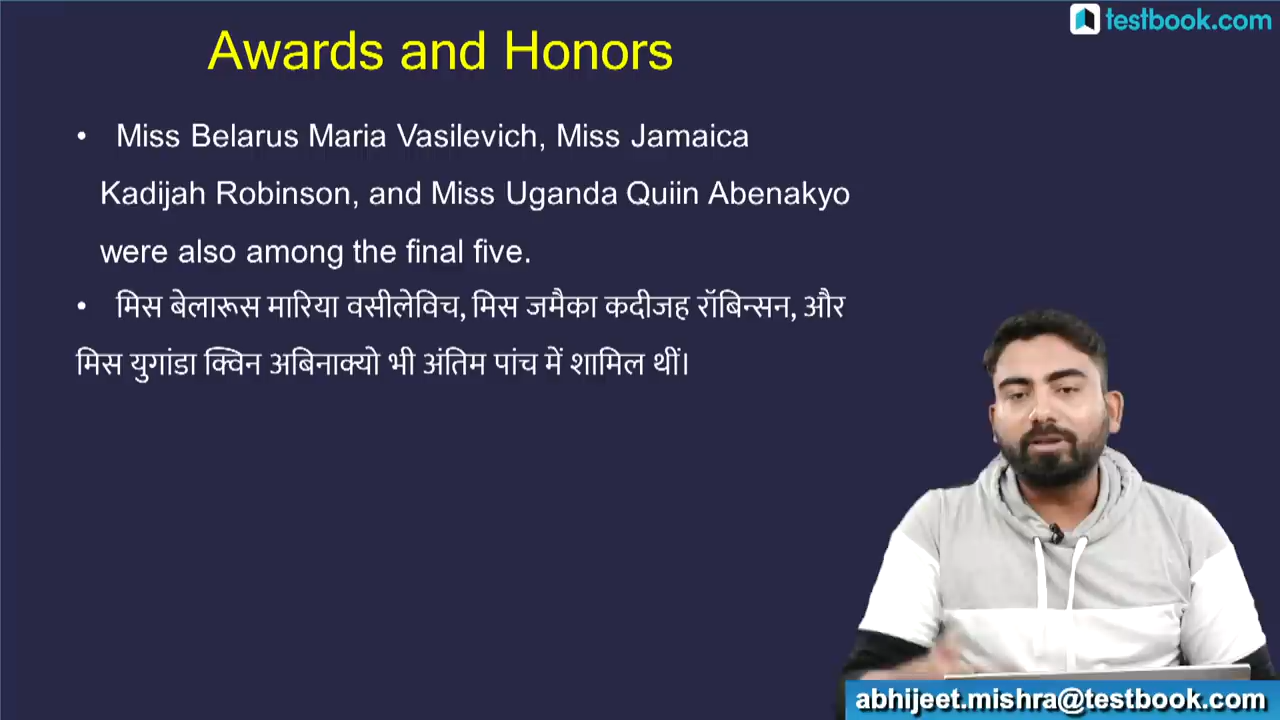 testbook.com
Awards and Honors
• Miss Belarus Maria Vasilevich, Miss Jamaica
Kadijah Robinson, and Miss Uganda Quiin Abenakyo
were also among the final five.
• मिस बेलारूस मारिया वसीलेविच, मिस जमैका कदीजह रॉबिन्सन, और
मिस युगांडा क्विन अबिनाक्यो भी अंतिम पांच में शामिल थीं।
abhijeet.mishra@testbook.com